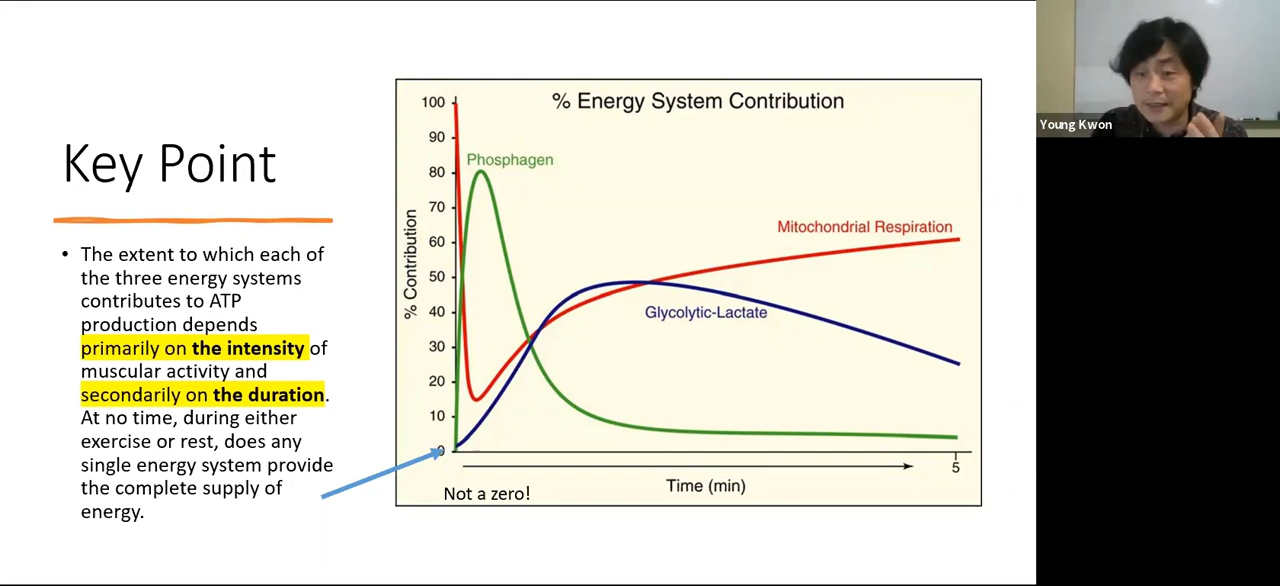 Key Point
• The extent to which each of
the three energy systems
contributes to ATP
production depends
primarily on the intensity of
muscular activity and
secondarily on the duration.
At no time, during either
exercise or rest, does any
single energy system provide
the complete supply of
energy.
% Energy System Contribution
% Contribution
100
90
80
70
60
50
40
30
20
10
0
Phosphagen
Mitochondrial Respiration
Glycolytic-Lactate
5
Time (min)
Not a zero!
Young Kwon